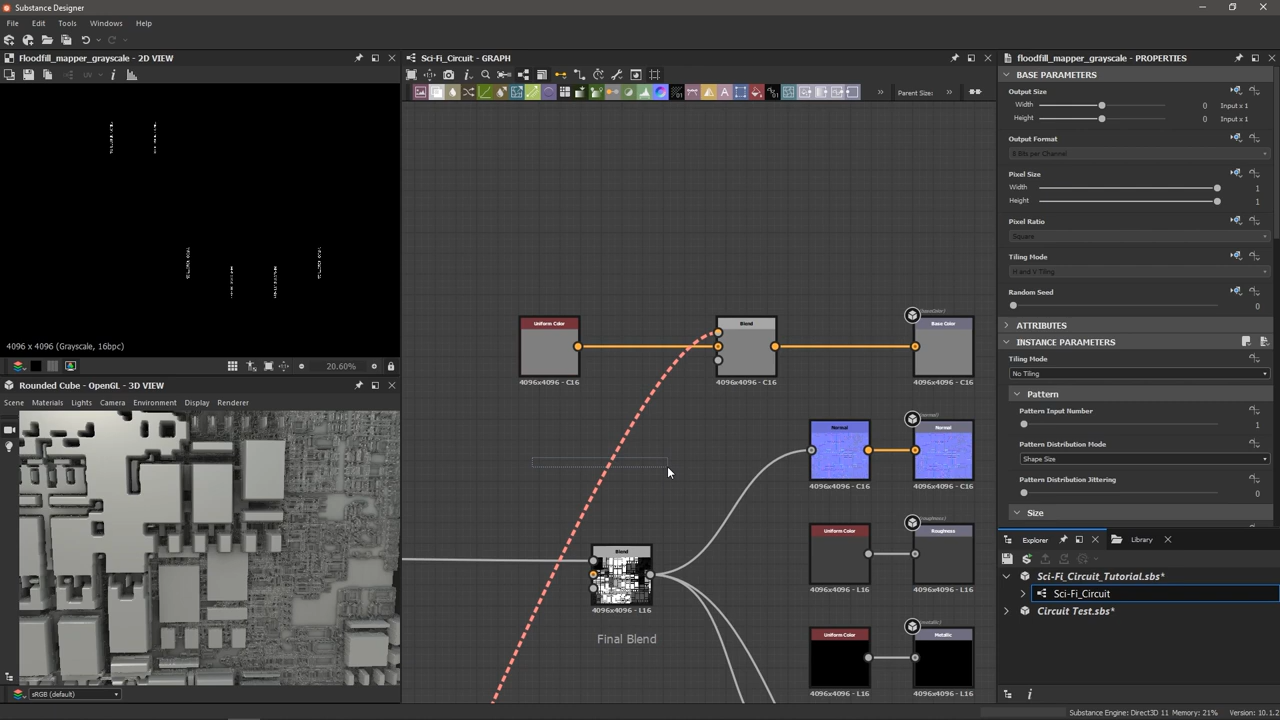 Substance Designer
File Edit Tools Windows Help
Floodfill_mapper_grayscale - 2D VIEW
UV
4096 x 4096 (Grayscale, 16bpc)
20.60%
Rounded Cube - OpenGL - 3D VIEW
Scene Materials Lights Camera Environment Display Renderer
sRGB (default)
Sci-Fi_Circuit - GRAPH
Parent Size:
Uniform Color
4096x4096 - C16
Blend
4096x4096 - C16
Base Color
4096x4096 - C16
Normal
4096x4096 - C16
Normal
4096x4096 - C16
Blend
4096x4096 - L16
Final Blend
Uniform Color
4096x4096 - L16
Roughness
4096x4096 - L16
Uniform Color
4096x4096 - L16
Metallic
4096x4096 - L16
floodfill_mapper_grayscale - PROPERTIES
BASE PARAMETERS
Output Size
Width 0 Input x 1
Height 0 Input x 1
Output Format
8 Bits per Channel
Pixel Size
Width 1
Height 1
Pixel Ratio
Square
Tiling Mode
H and V Tiling
Random Seed
0
ATTRIBUTES
INSTANCE PARAMETERS
Tiling Mode
No Tiling
Pattern
Pattern Input Number
1
Pattern Distribution Mode
Shape Size
Pattern Distribution Jittering
0
Size
Explorer Library
Sci-Fi_Circuit_Tutorial.sbs*
Sci-Fi_Circuit
Circuit Test.sbs*
Substance Engine: Direct3D 11 Memory: 21% Version: 10.1.2